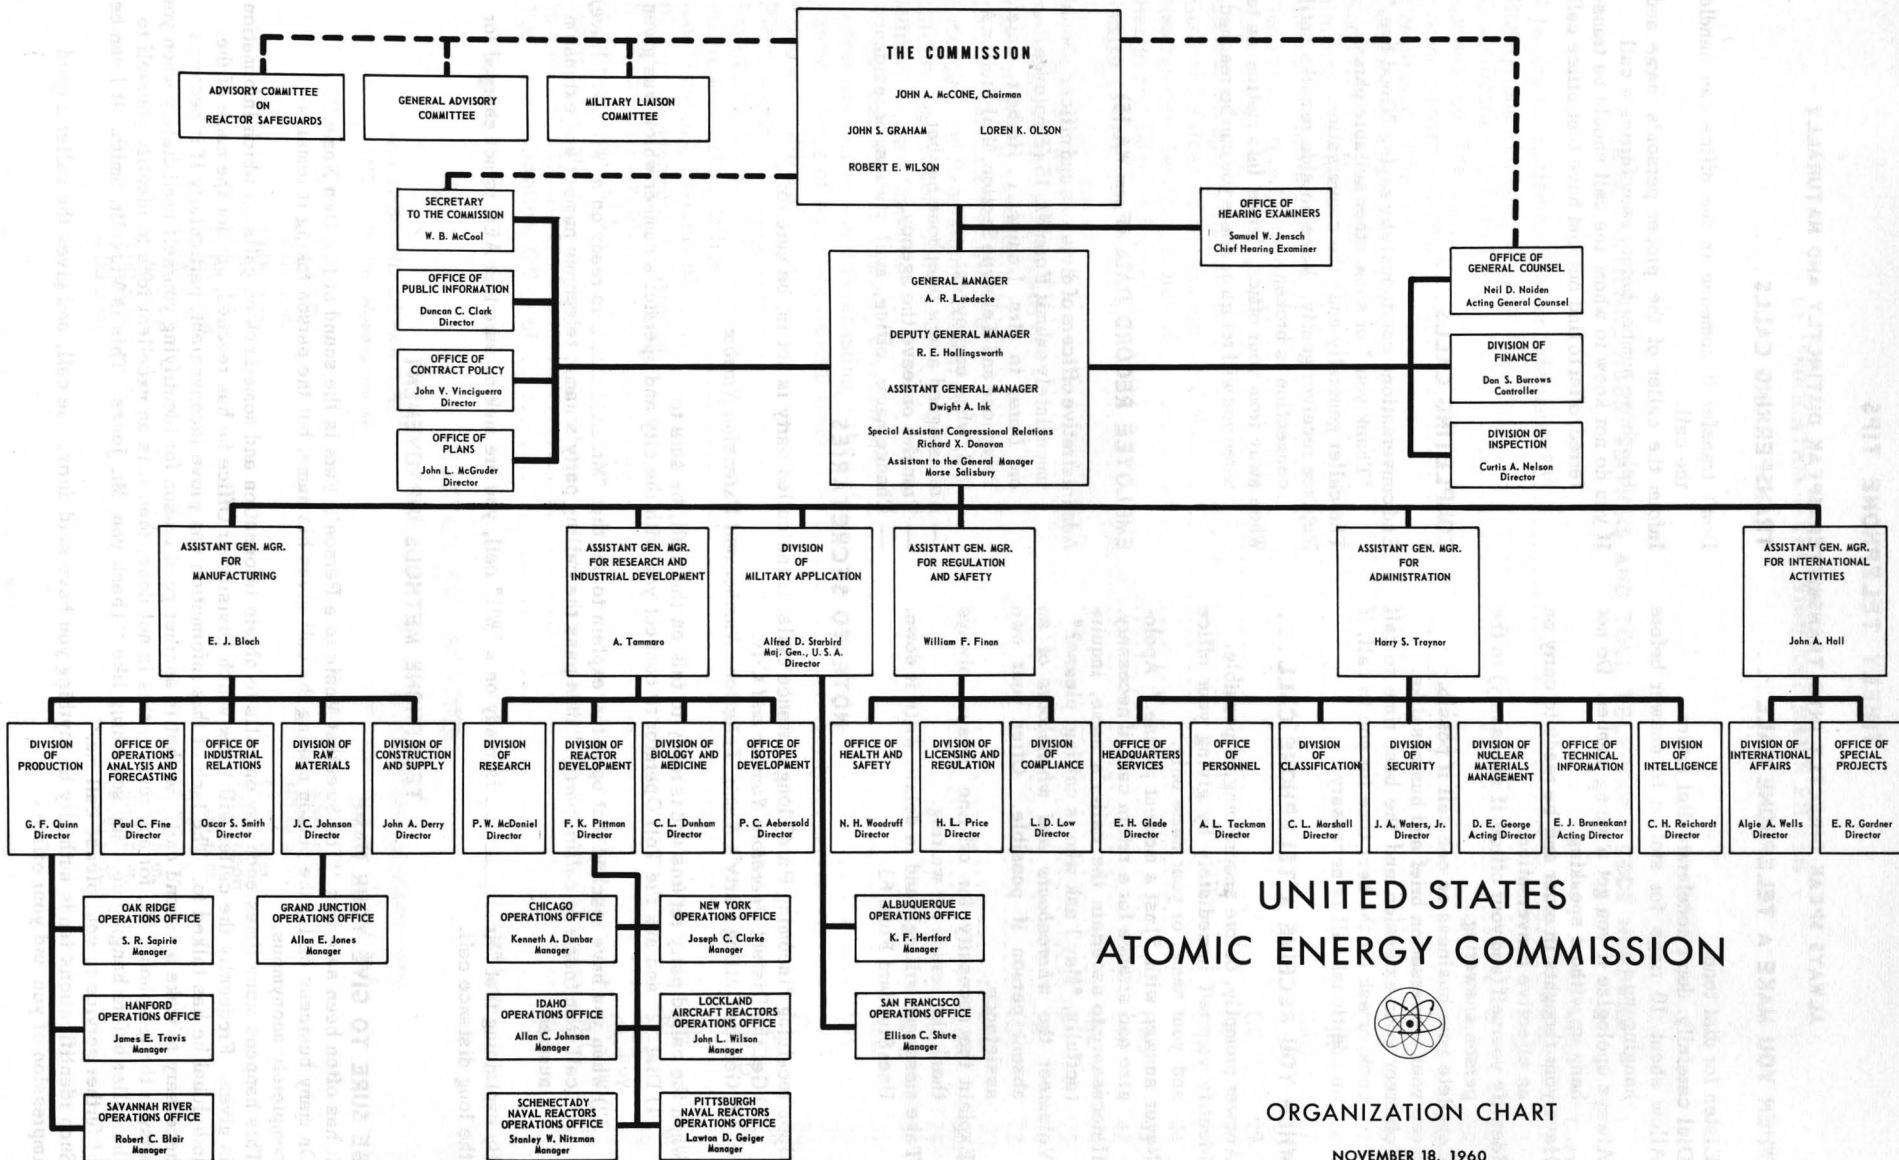 THE COMMISSION
JOHN A. McCONE, Chairman
JOHN S. GRAHAM
LOREN K. OLSON
ROBERT E. WILSON
ADVISORY COMMITTEE
ON
REACTOR SAFEGUARDS
GENERAL ADVISORY
COMMITTEE
MILITARY LIAISON
COMMITTEE
SECRETARY
TO THE COMMISSION
W. B. McCool
OFFICE OF
PUBLIC INFORMATION
Duncan C. Clark
Director
OFFICE OF
CONTRACT POLICY
John V. Vinciguerra
Director
OFFICE OF
PLANS
John L. McGruder
Director
OFFICE OF
HEARING EXAMINERS
Samuel W. Jensch
Chief Hearing Examiner
GENERAL MANAGER
A. R. Luedecke
DEPUTY GENERAL MANAGER
R. E. Hollingsworth
ASSISTANT GENERAL MANAGER
Dwight A. Ink
Special Assistant Congressional Relations
Richard X. Donovan
Assistant to the General Manager
Morse Salisbury
OFFICE OF
GENERAL COUNSEL
Neil D. Naiden
Acting General Counsel
DIVISION OF
FINANCE
Don S. Burrows
Controller
DIVISION OF
INSPECTION
Curtis A. Nelson
Director
ASSISTANT GEN. MGR.
FOR
MANUFACTURING
E. J. Bloch
ASSISTANT GEN. MGR.
FOR RESEARCH AND
INDUSTRIAL DEVELOPMENT
A. Tammaro
DIVISION
OF
MILITARY APPLICATION
Alfred D. Starbird
Maj. Gen., U. S. A.
Director
ASSISTANT GEN. MGR.
FOR REGULATION
AND SAFETY
William F. Finan
ASSISTANT GEN. MGR.
FOR
ADMINISTRATION
Harry S. Traynor
ASSISTANT GEN. MGR.
FOR INTERNATIONAL
ACTIVITIES
John A. Hall
DIVISION
OF
PRODUCTION
G. F. Quinn
Director
OFFICE OF
OPERATIONS
ANALYSIS AND
FORECASTING
Paul C. Fine
Director
OFFICE OF
INDUSTRIAL
RELATIONS
Oscar S. Smith
Director
DIVISION OF
RAW
MATERIALS
J. C. Johnson
Director
DIVISION OF
CONSTRUCTION
AND SUPPLY
John A. Derry
Director
DIVISION
OF
RESEARCH
P. W. McDaniel
Director
DIVISION OF
REACTOR
DEVELOPMENT
F. K. Pittman
Director
DIVISION OF
BIOLOGY AND
MEDICINE
C. L. Dunham
Director
OFFICE OF
ISOTOPES
DEVELOPMENT
P. C. Aebersold
Director
OFFICE OF
HEALTH AND
SAFETY
N. H. Woodruff
Director
DIVISION OF
LICENSING AND
REGULATION
H. L. Price
Director
DIVISION
OF
COMPLIANCE
L. D. Low
Director
OFFICE OF
HEADQUARTERS
SERVICES
E. H. Glade
Director
OFFICE
OF
PERSONNEL
A. L. Tackman
Director
DIVISION
OF
CLASSIFICATION
C. L. Marshall
Director
DIVISION
OF
SECURITY
J. A. Waters, Jr.
Director
DIVISION OF
NUCLEAR
MATERIALS
MANAGEMENT
D. E. George
Acting Director
OFFICE OF
TECHNICAL
INFORMATION
E. J. Brunenkant
Acting Director
DIVISION
OF
INTELLIGENCE
C. H. Reichardt
Director
DIVISION OF
INTERNATIONAL
AFFAIRS
Algie A. Wells
Director
OFFICE OF
SPECIAL
PROJECTS
E. R. Gardner
Director
OAK RIDGE
OPERATIONS OFFICE
S. R. Sapirie
Manager
HANFORD
OPERATIONS OFFICE
James E. Travis
Manager
SAVANNAH RIVER
OPERATIONS OFFICE
Robert C. Blair
Manager
GRAND JUNCTION
OPERATIONS OFFICE
Allan E. Jones
Manager
CHICAGO
OPERATIONS OFFICE
Kenneth A. Dunbar
Manager
NEW YORK
OPERATIONS OFFICE
Joseph C. Clarke
Manager
IDAHO
OPERATIONS OFFICE
Allan C. Johnson
Manager
LOCKLAND
AIRCRAFT REACTORS
OPERATIONS OFFICE
John L. Wilson
Manager
SCHENECTADY
NAVAL REACTORS
OPERATIONS OFFICE
Stanley W. Nitzman
Manager
PITTSBURGH
NAVAL REACTORS
OPERATIONS OFFICE
Lawton D. Geiger
Manager
ALBUQUERQUE
OPERATIONS OFFICE
K. F. Hertford
Manager
SAN FRANCISCO
OPERATIONS OFFICE
Ellison C. Shute
Manager
UNITED STATES
ATOMIC ENERGY COMMISSION
ORGANIZATION CHART
NOVEMBER 18, 1960